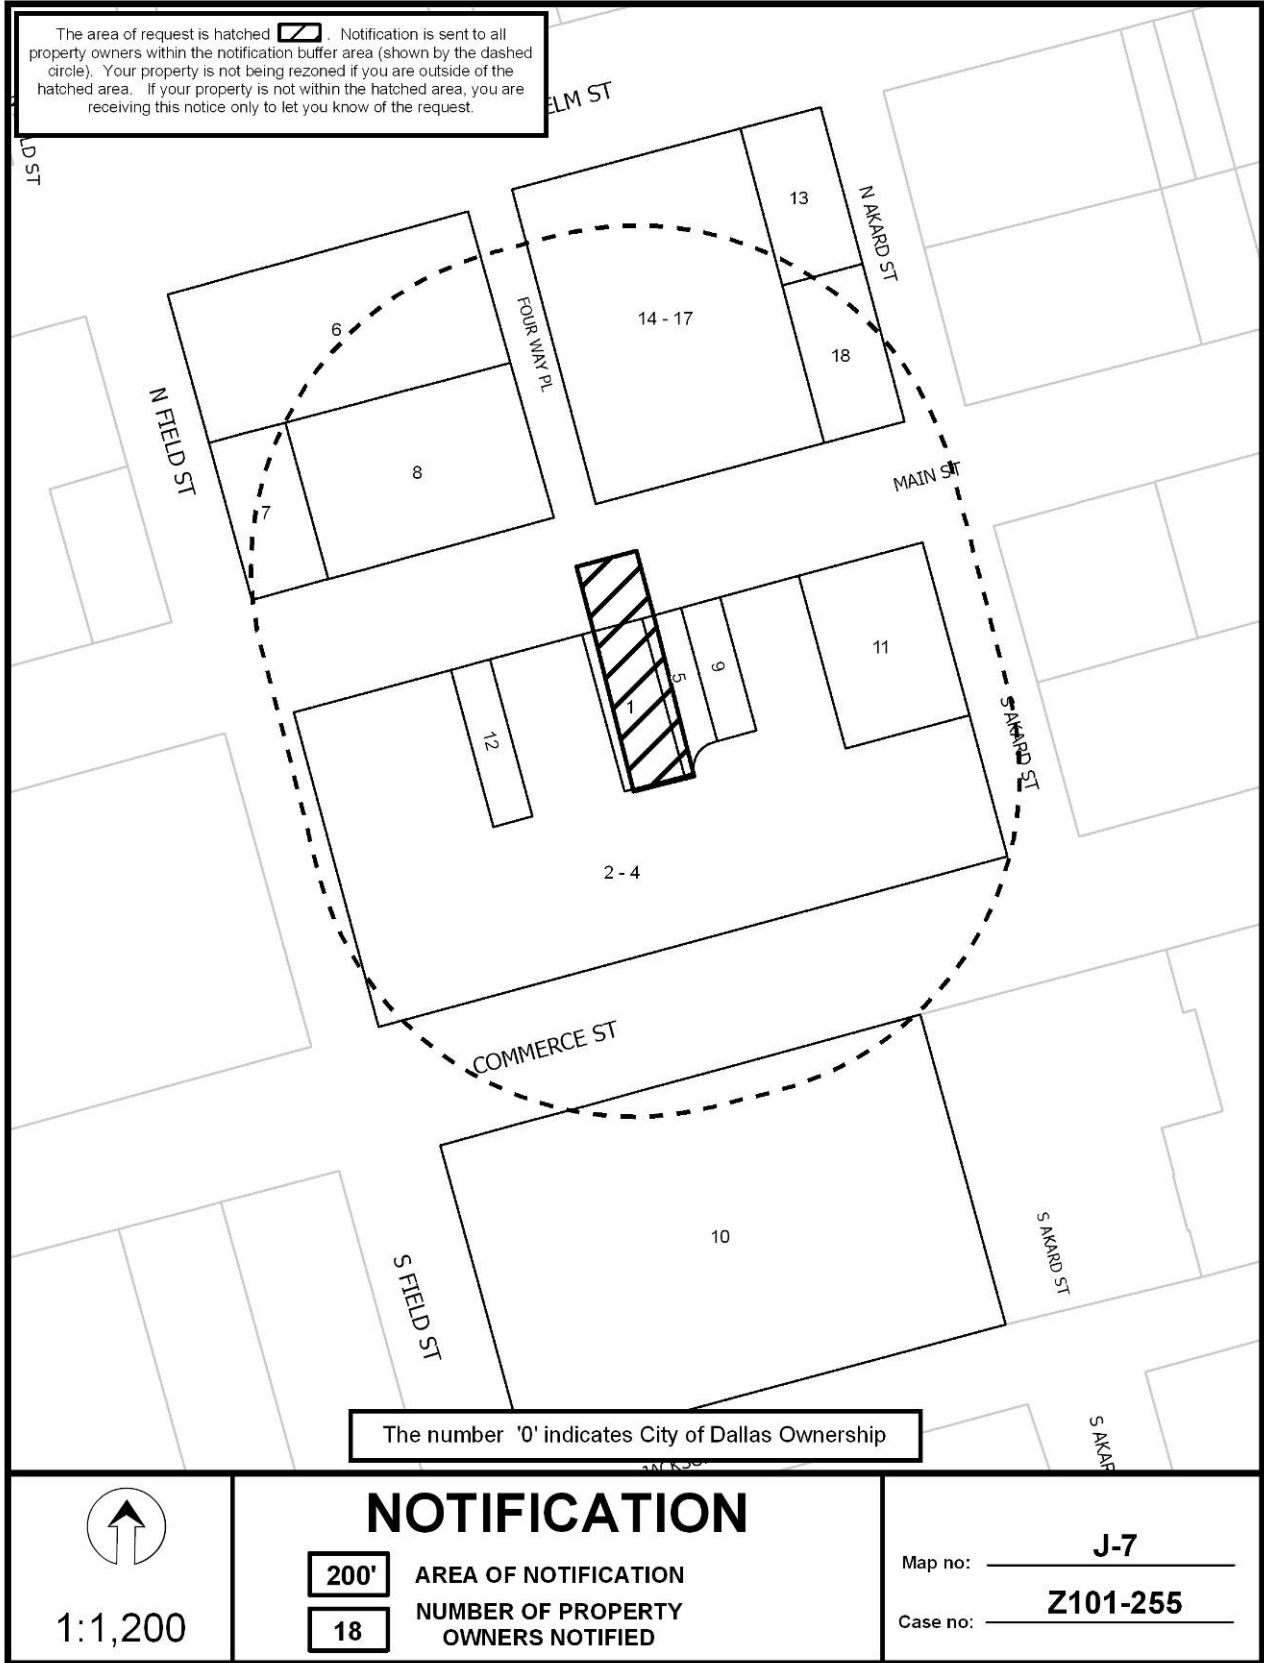 The area of request is hatched . Notification is sent to all
property owners within the notification buffer area (shown by the dashed
circle). Your property is not being rezoned if you are outside of the
hatched area. If your property is not within the hatched area, you are
receiving this notice only to let you know of the request.
ELM ST
LD ST
13
N AKARD ST
14 - 17
FOUR WAY PL
6
18
N FIELD ST
8
7
MAIN ST
11
9
5
1
12
S AKARD ST
2 - 4
COMMERCE ST
10
S AKARD ST
S FIELD ST
S AKAR
The number '0' indicates City of Dallas Ownership
1:1,200
NOTIFICATION
200' AREA OF NOTIFICATION
18 NUMBER OF PROPERTY
OWNERS NOTIFIED
Map no: J-7
Case no: Z101-255